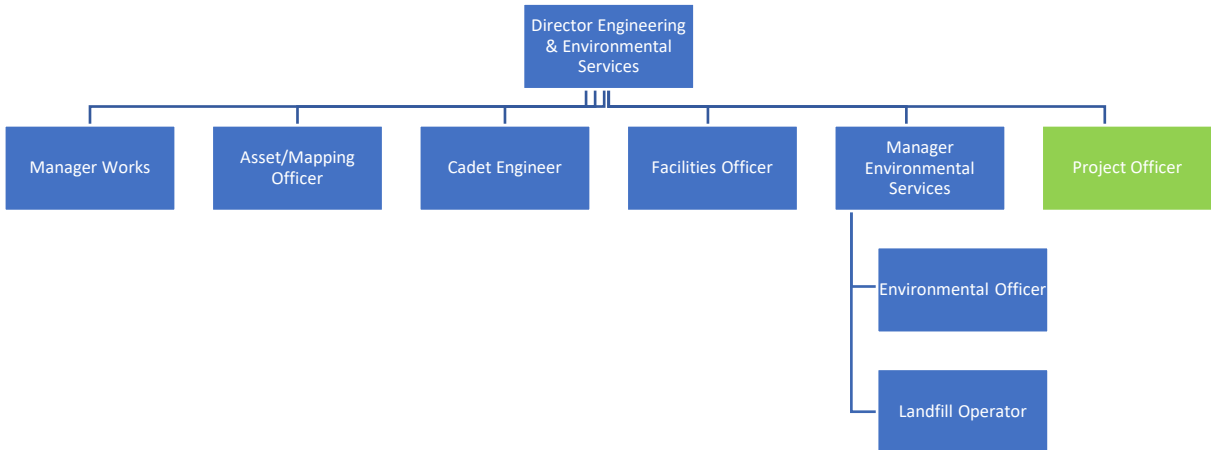 Director Engineering
& Environmental
Services
Manager Works
Asset/Mapping
Officer
Cadet Engineer
Facilities Officer
Manager
Environmental
Services
Project Officer
Environmental Officer
Landfill Operator